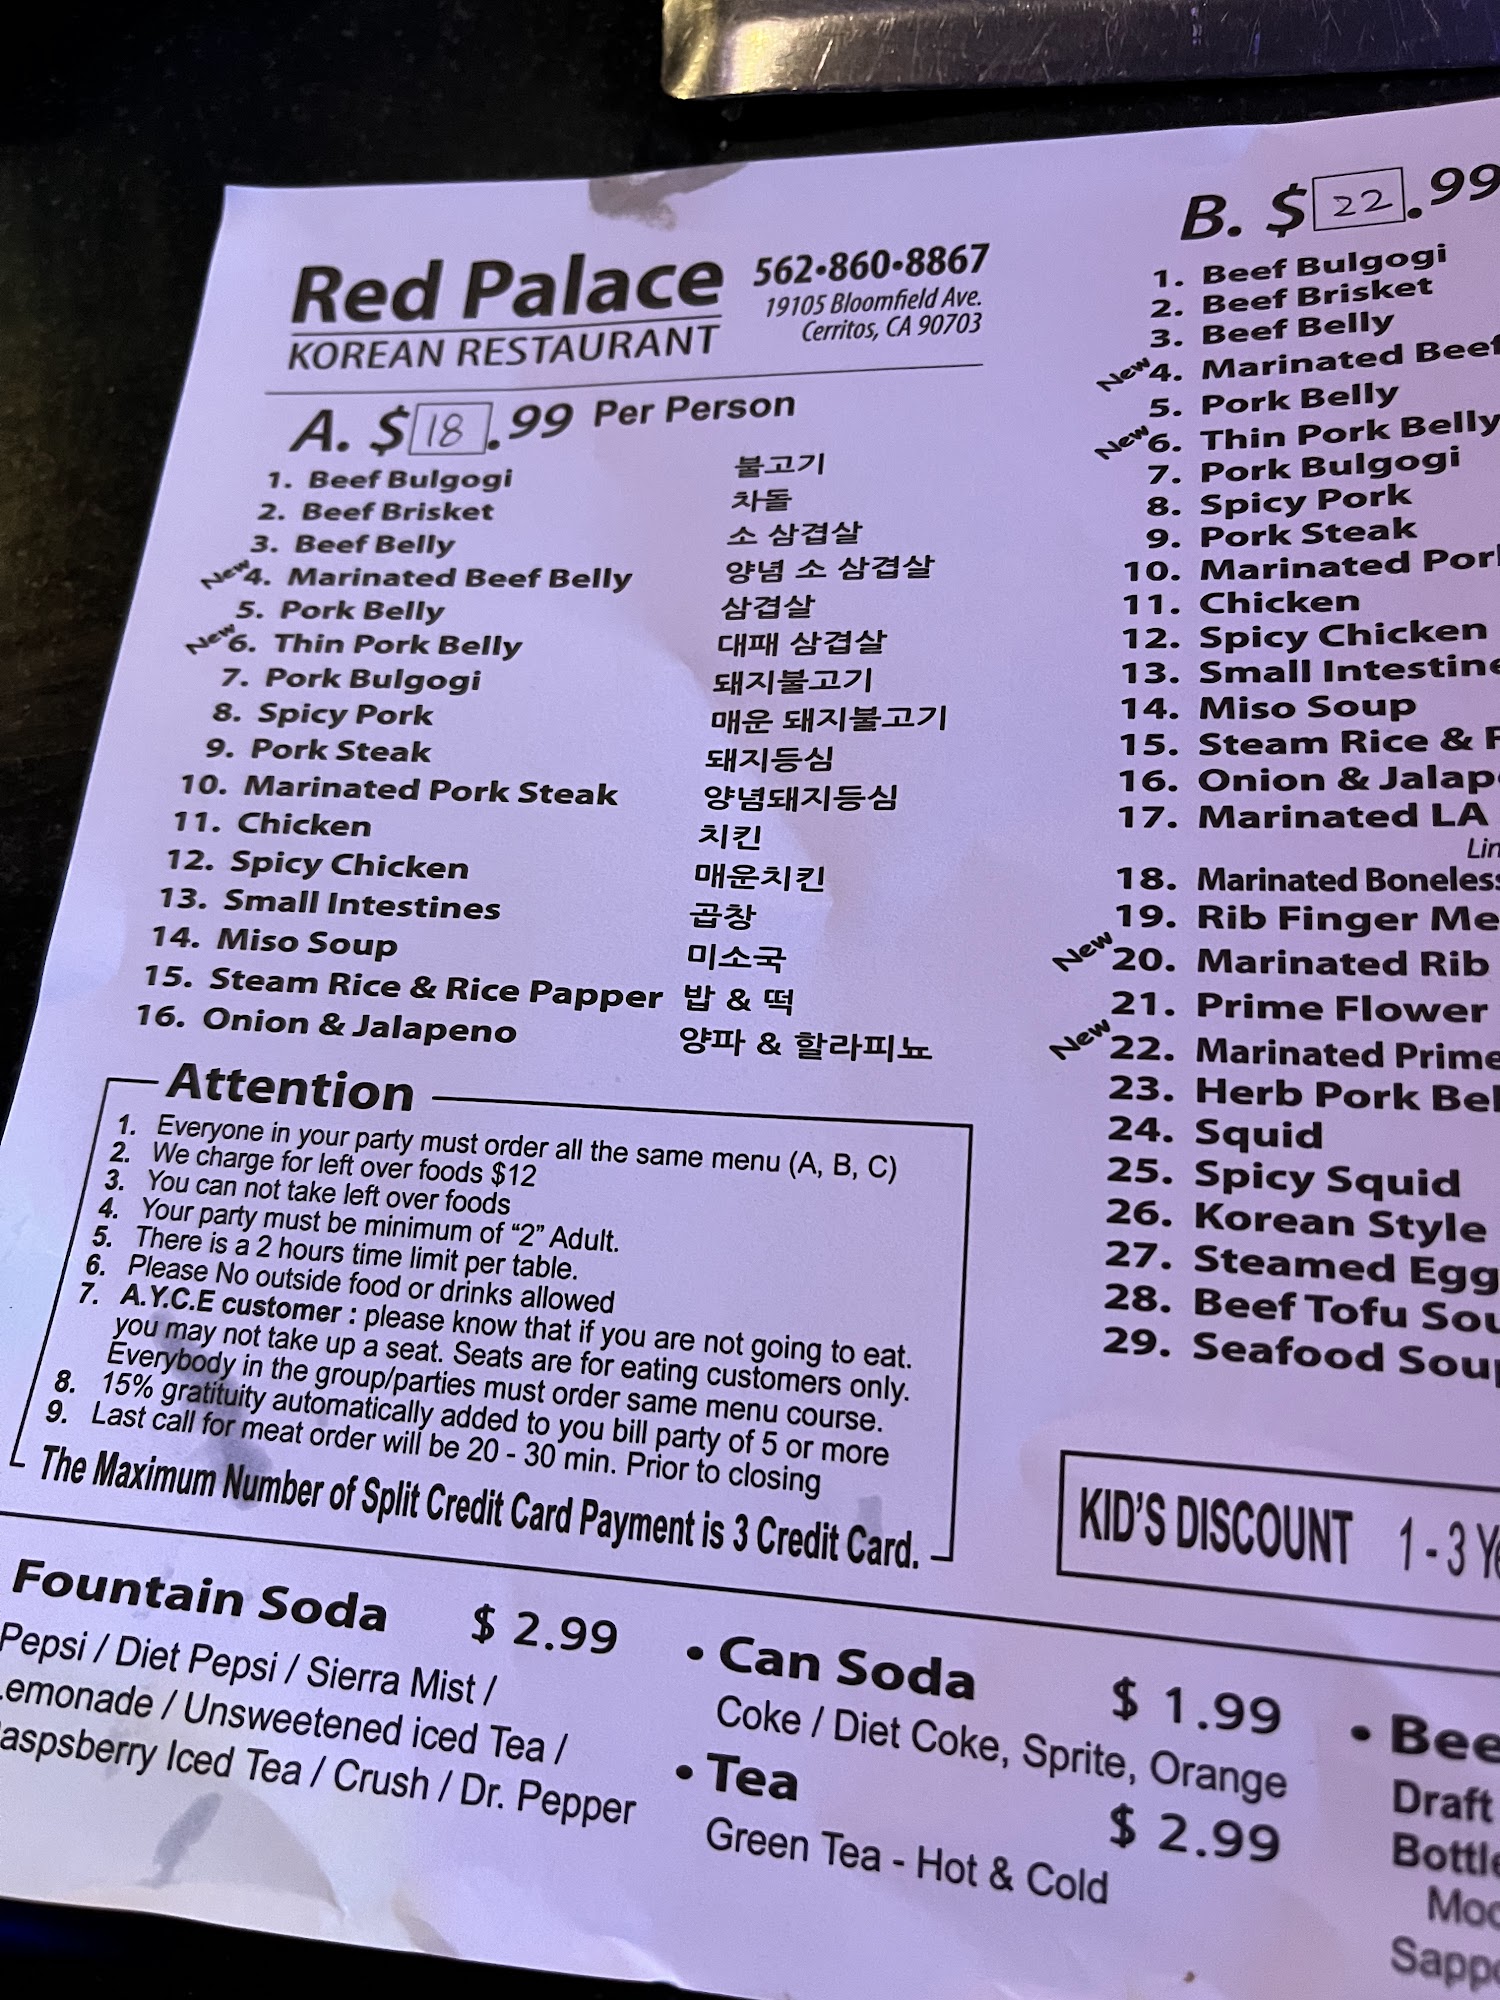 Red Palace
KOREAN RESTAURANT
562•860•8867
19105 Bloomfield Ave.
Cerritos, CA 90703
A. $18.99 Per Person
1. Beef Bulgogi 불고기
2. Beef Brisket 차돌
3. Beef Belly 소 삼겹살
New 4. Marinated Beef Belly 양념 소 삼겹살
5. Pork Belly 삼겹살
New 6. Thin Pork Belly 대패 삼겹살
7. Pork Bulgogi 돼지불고기
8. Spicy Pork 매운 돼지불고기
9. Pork Steak 돼지등심
10. Marinated Pork Steak 양념돼지등심
11. Chicken 치킨
12. Spicy Chicken 매운치킨
13. Small Intestines 곱창
14. Miso Soup 미소국
15. Steam Rice & Rice Papper 밥 & 떡
16. Onion & Jalapeno 양파 & 할라피뇨
Attention
1. Everyone in your party must order all the same menu (A, B, C)
2. We charge for left over foods $12
3. You can not take left over foods
4. Your party must be minimum of “2” Adult.
5. There is a 2 hours time limit per table.
6. Please No outside food or drinks allowed
7. A.Y.C.E customer : please know that if you are not going to eat.
you may not take up a seat. Seats are for eating customers only.
Everybody in the group/parties must order same menu course.
8. 15% gratituity automatically added to you bill party of 5 or more
9. Last call for meat order will be 20 - 30 min. Prior to closing
The Maximum Number of Split Credit Card Payment is 3 Credit Card.
B. $22.99
1. Beef Bulgogi
2. Beef Brisket
3. Beef Belly
New 4. Marinated Beef
5. Pork Belly
New 6. Thin Pork Belly
7. Pork Bulgogi
8. Spicy Pork
9. Pork Steak
10. Marinated Por
11. Chicken
12. Spicy Chicken
13. Small Intestine
14. Miso Soup
15. Steam Rice &
16. Onion & Jalap
17. Marinated LA
Lin
18. Marinated Boneless
19. Rib Finger Me
New 20. Marinated Rib
21. Prime Flower
New 22. Marinated Prime
23. Herb Pork Bel
24. Squid
25. Spicy Squid
26. Korean Style
27. Steamed Egg
28. Beef Tofu Sou
29. Seafood Soup
KID'S DISCOUNT 1 - 3 Ye
Fountain Soda $ 2.99
Pepsi / Diet Pepsi / Sierra Mist /
Lemonade / Unsweetened iced Tea /
aspsberry Iced Tea / Crush / Dr. Pepper
• Can Soda $ 1.99
Coke / Diet Coke, Sprite, Orange
• Tea $ 2.99
Green Tea - Hot & Cold
• Bee
Draft
Bottle
Moc
Sappo